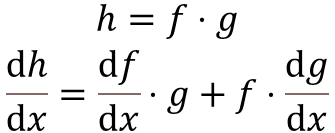 h = f · g
dh/dx = df/dx · g + f · dg/dx